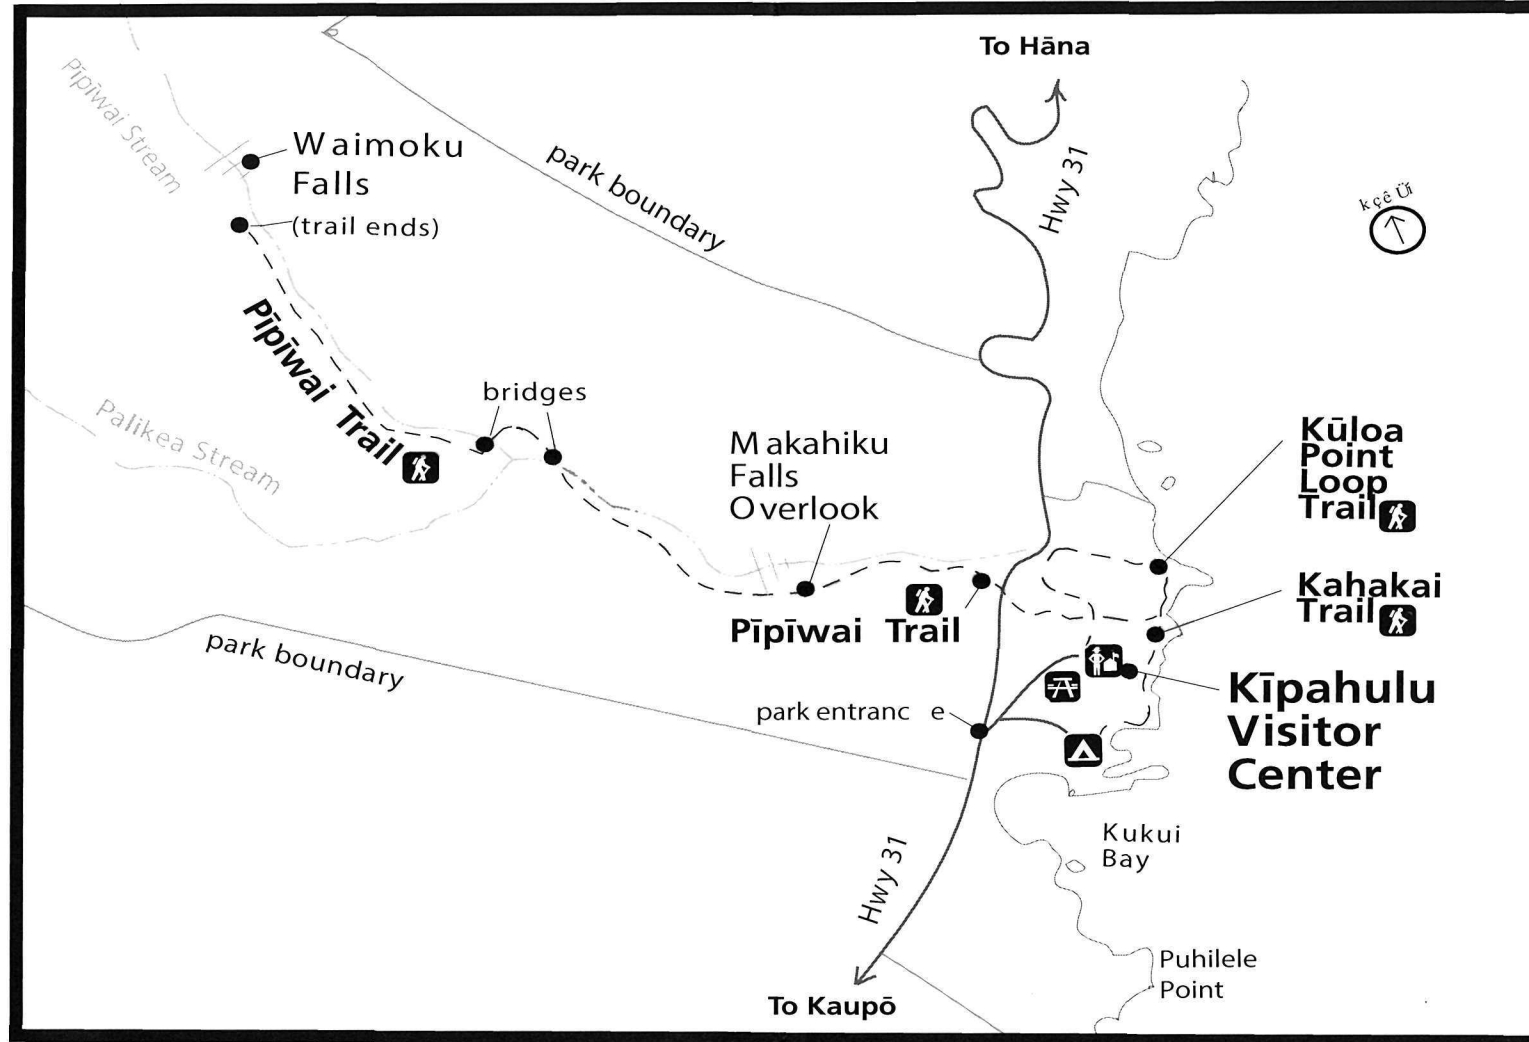 To Hāna
Pīpīwai Stream
Waimoku
Falls
(trail ends)
park boundary
Hwy 31
kçê Üí
Pīpīwai Trail
bridges
Palikea Stream
Makahiku
Falls
Overlook
Kūloa
Point
Loop
Trail
Kahakai
Trail
Pīpīwai Trail
park boundary
park entranc e
Kīpahulu
Visitor
Center
Kukui
Bay
Hwy 31
Puhilele
Point
To Kaupō